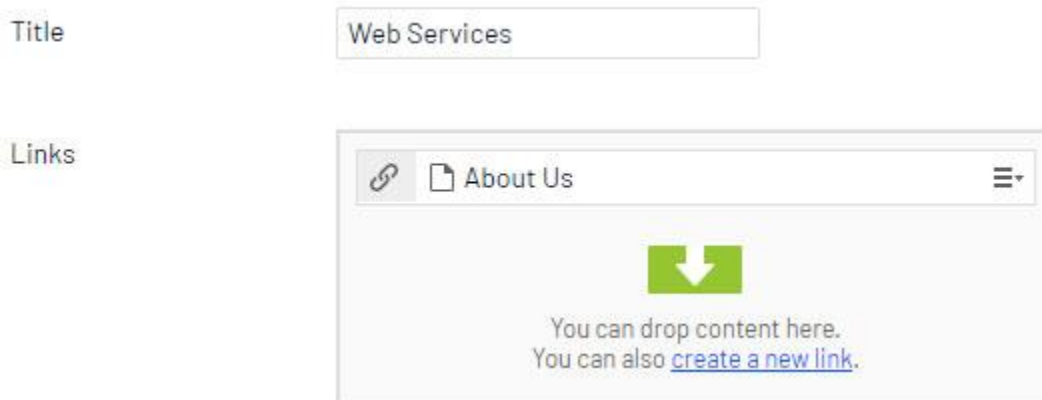 Title
Web Services
Links
About Us
You can drop content here.
You can also create a new link.